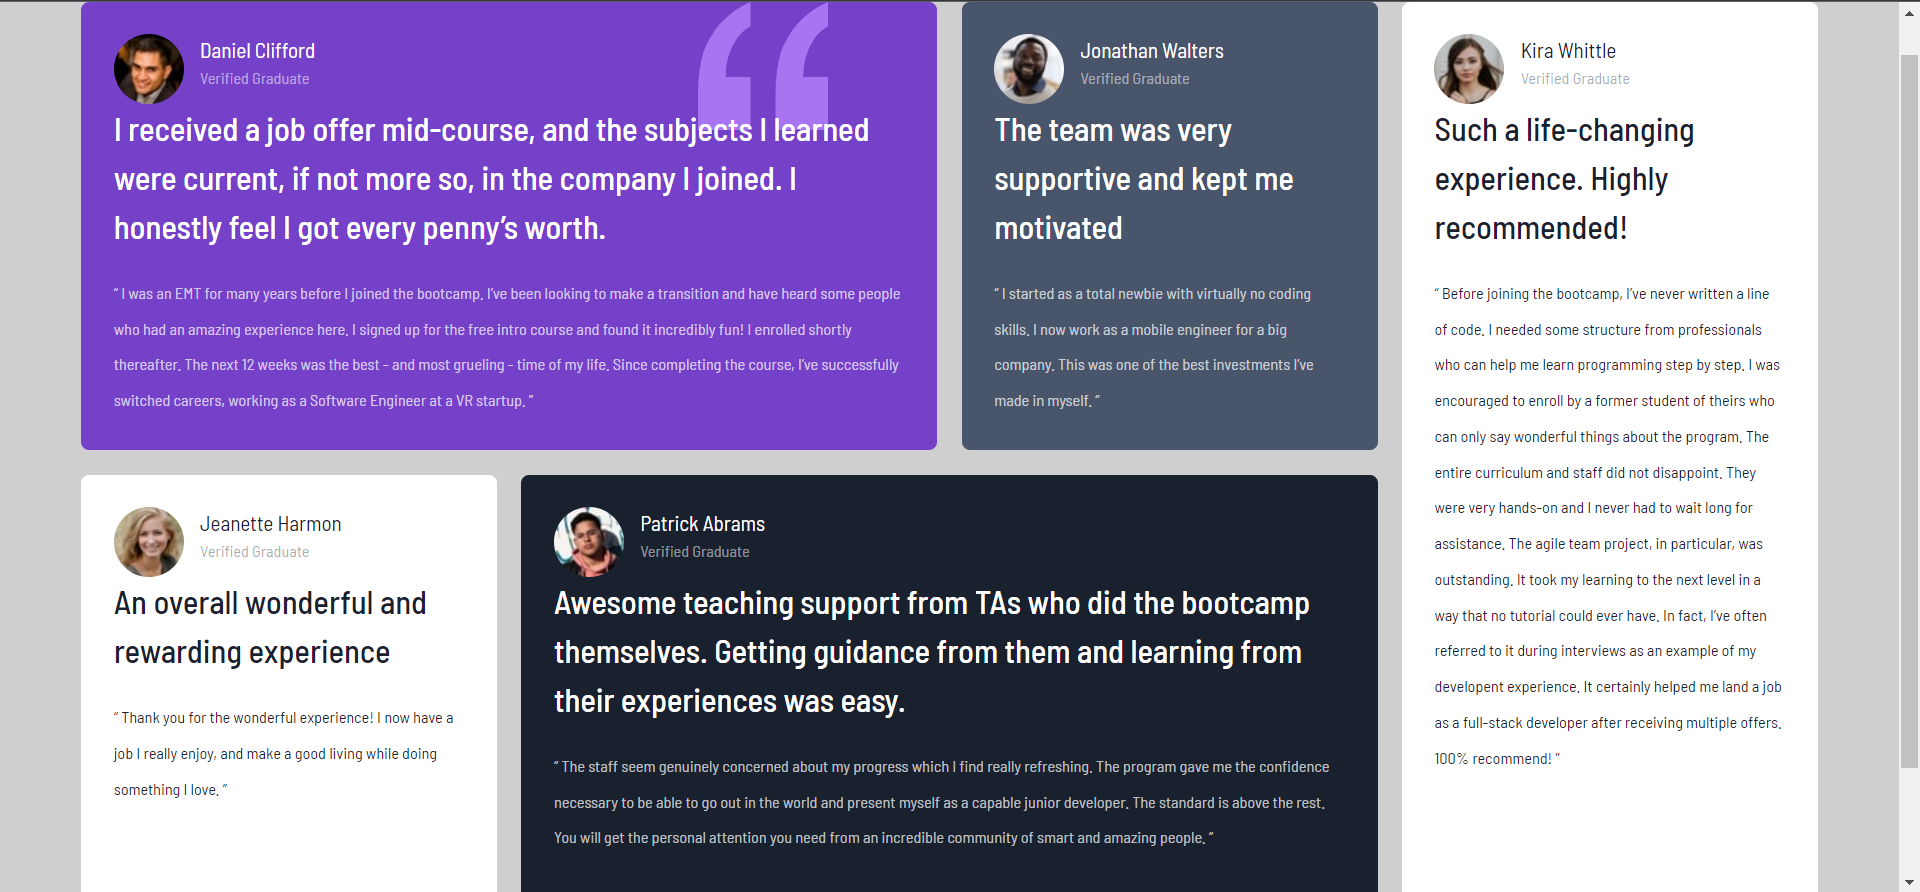 Daniel Clifford
Verified Graduate
I received a job offer mid-course, and the subjects I learned
were current, if not more so, in the company I joined. I
honestly feel I got every penny’s worth.
“ I was an EMT for many years before I joined the bootcamp. I’ve been looking to make a transition and have heard some people
who had an amazing experience here. I signed up for the free intro course and found it incredibly fun! I enrolled shortly
thereafter. The next 12 weeks was the best - and most grueling - time of my life. Since completing the course, I’ve successfully
switched careers, working as a Software Engineer at a VR startup. ”
Jonathan Walters
Verified Graduate
The team was very
supportive and kept me
motivated
“ I started as a total newbie with virtually no coding
skills. I now work as a mobile engineer for a big
company. This was one of the best investments I’ve
made in myself. ”
Kira Whittle
Verified Graduate
Such a life-changing
experience. Highly
recommended!
“ Before joining the bootcamp, I’ve never written a line
of code. I needed some structure from professionals
who can help me learn programming step by step. I was
encouraged to enroll by a former student of theirs who
can only say wonderful things about the program. The
entire curriculum and staff did not disappoint. They
were very hands-on and I never had to wait long for
assistance. The agile team project, in particular, was
outstanding. It took my learning to the next level in a
way that no tutorial could ever have. In fact, I’ve often
referred to it during interviews as an example of my
developent experience. It certainly helped me land a job
as a full-stack developer after receiving multiple offers.
100% recommend! ”
Jeanette Harmon
Verified Graduate
An overall wonderful and
rewarding experience
“ Thank you for the wonderful experience! I now have a
job I really enjoy, and make a good living while doing
something I love. ”
Patrick Abrams
Verified Graduate
Awesome teaching support from TAs who did the bootcamp
themselves. Getting guidance from them and learning from
their experiences was easy.
“ The staff seem genuinely concerned about my progress which I find really refreshing. The program gave me the confidence
necessary to be able to go out in the world and present myself as a capable junior developer. The standard is above the rest.
You will get the personal attention you need from an incredible community of smart and amazing people. ”